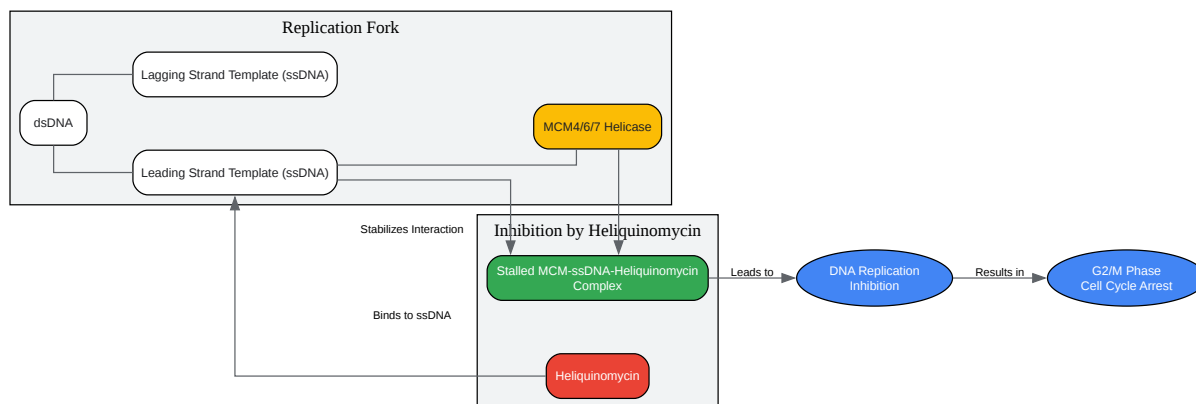 Replication Fork
Lagging Strand Template (ssDNA)
dsDNA
MCM4/6/7 Helicase
Leading Strand Template (ssDNA)
Stabilizes Interaction
Inhibition by Heliquinomycin
Stalled MCM-ssDNA-Heliquinomycin
Complex
Leads to
DNA Replication
Inhibition
Results in
G2/M Phase
Cell Cycle Arrest
Binds to ssDNA
Heliquinomycin